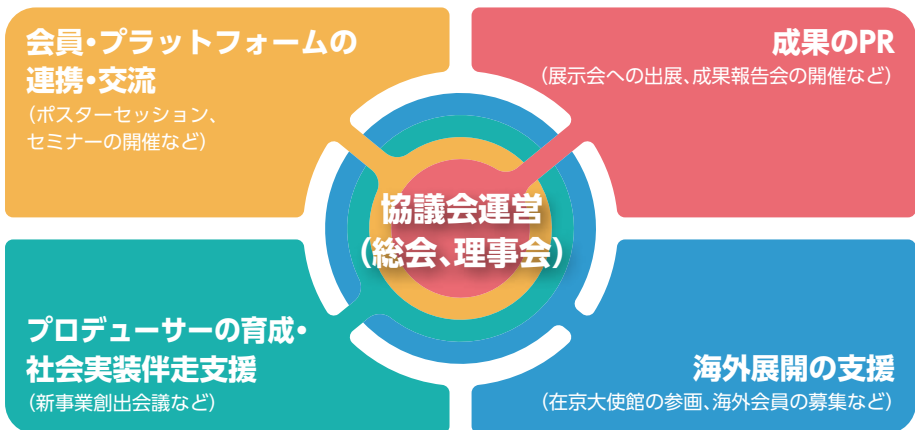 会員・プラットフォームの
連携・交流
(ポスターセッション、
セミナーの開催など)
成果のPR
(展示会への出展、成果報告会の開催など)
協議会運営
(総会、理事会)
プロデューサーの育成・
社会実装伴走支援
(新事業創出会議など)
海外展開の支援
(在京大使館の参画、海外会員の募集など)